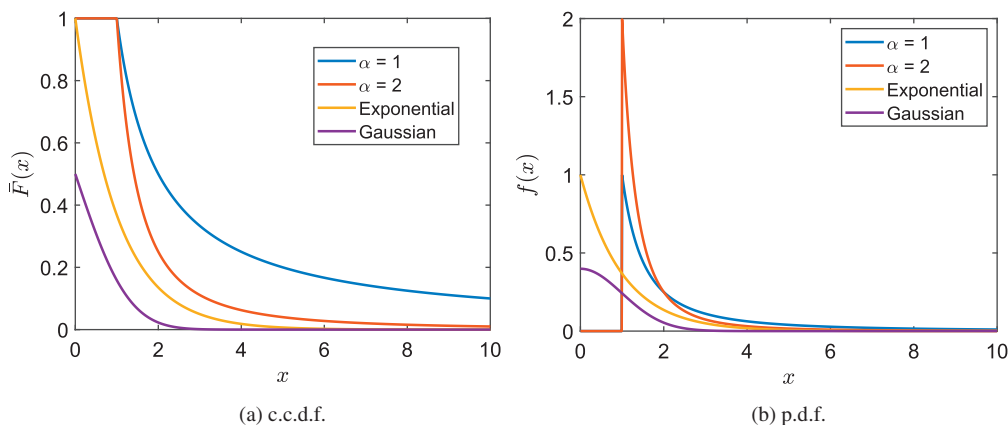 1
0.8
0.6
0.4
0.2
0
0 2 4 6 8 10
F̄(x)
x
α = 1
α = 2
Exponential
Gaussian
(a) c.c.d.f.
2
1.5
1
0.5
0
0 2 4 6 8 10
f(x)
x
α = 1
α = 2
Exponential
Gaussian
(b) p.d.f.